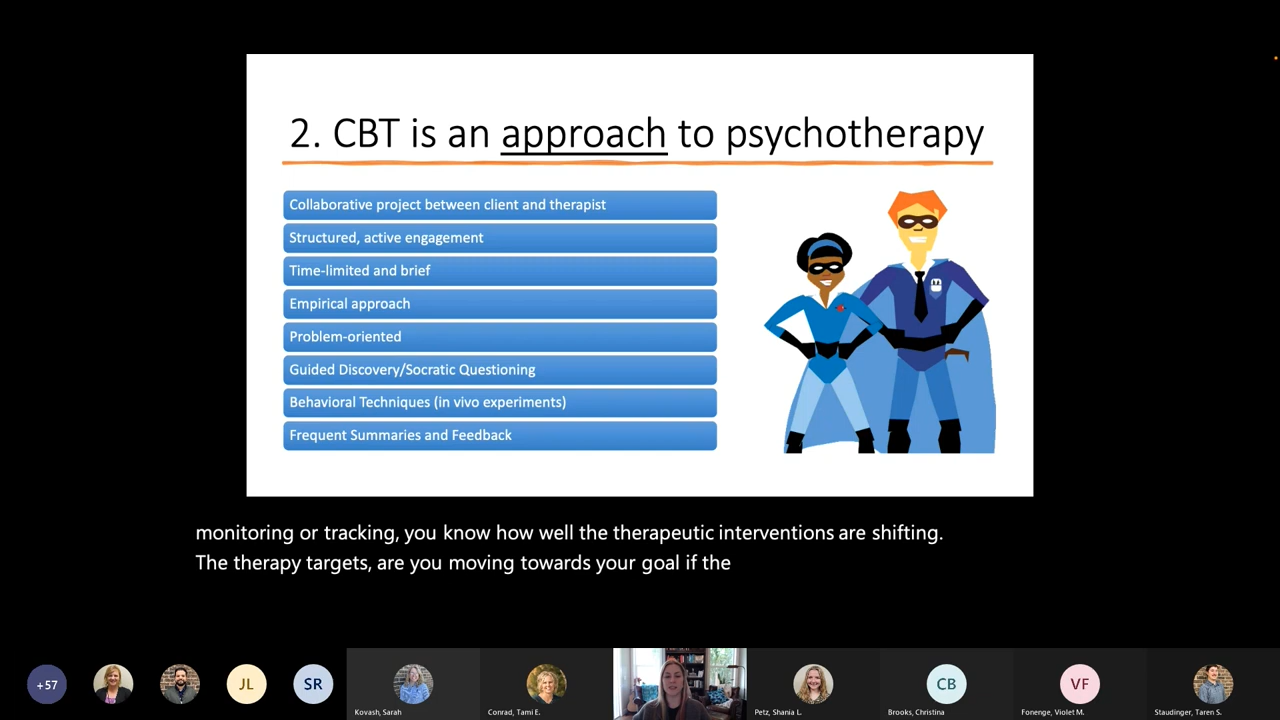 2. CBT is an approach to psychotherapy
Collaborative project between client and therapist
Structured, active engagement
Time-limited and brief
Empirical approach
Problem-oriented
Guided Discovery/Socratic Questioning
Behavioral Techniques (in vivo experiments)
Frequent Summaries and Feedback
monitoring or tracking, you know how well the therapeutic interventions are shifting.
The therapy targets, are you moving towards your goal if the
+57
JL
SR
CB
VF
Kovash, Sarah
Conrad, Tami E.
Petz, Shania L.
Brooks, Christina
Fonenge, Violet M.
Staudinger, Taren S.